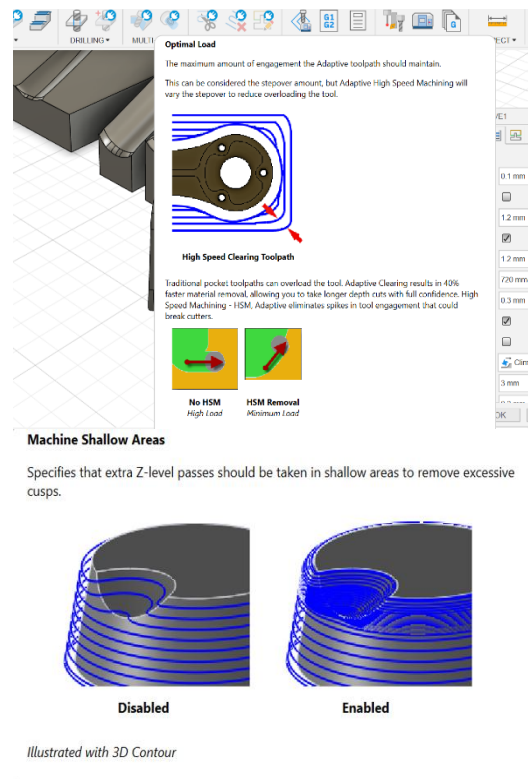 DRILLING
MULTI
G1
G2
G
ECT
Optimal Load
The maximum amount of engagement the Adaptive toolpath should maintain.
This can be considered the stepover amount, but Adaptive High Speed Machining will
vary the stepover to reduce overloading the tool.
High Speed Clearing Toolpath
Traditional pocket toolpaths can overload the tool. Adaptive Clearing results in 40%
faster material removal, allowing you to take longer depth cuts with full confidence. High
Speed Machining - HSM, Adaptive eliminates spikes in tool engagement that could
break cutters.
No HSM
High Load
HSM Removal
Minimum Load
VE1
0.1 mm
1.2 mm
1.2 mm
720 mm
0.3 mm
Clim
3 mm
OK
Machine Shallow Areas
Specifies that extra Z-level passes should be taken in shallow areas to remove excessive
cusps.
Disabled
Enabled
Illustrated with 3D Contour